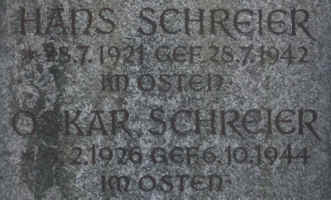 HANS SCHREIER
* 28.7.1921 GEF. 28.7.1942
IM OSTEN.
OSKAR SCHREIER
2.1926 GEF. 6.10.1944
IM OSTEN.